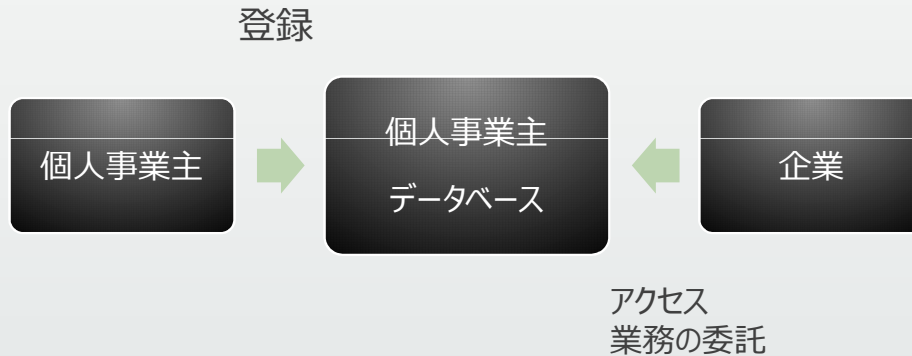 登録
個人事業主
個人事業主
データベース
企業
アクセス
業務の委託